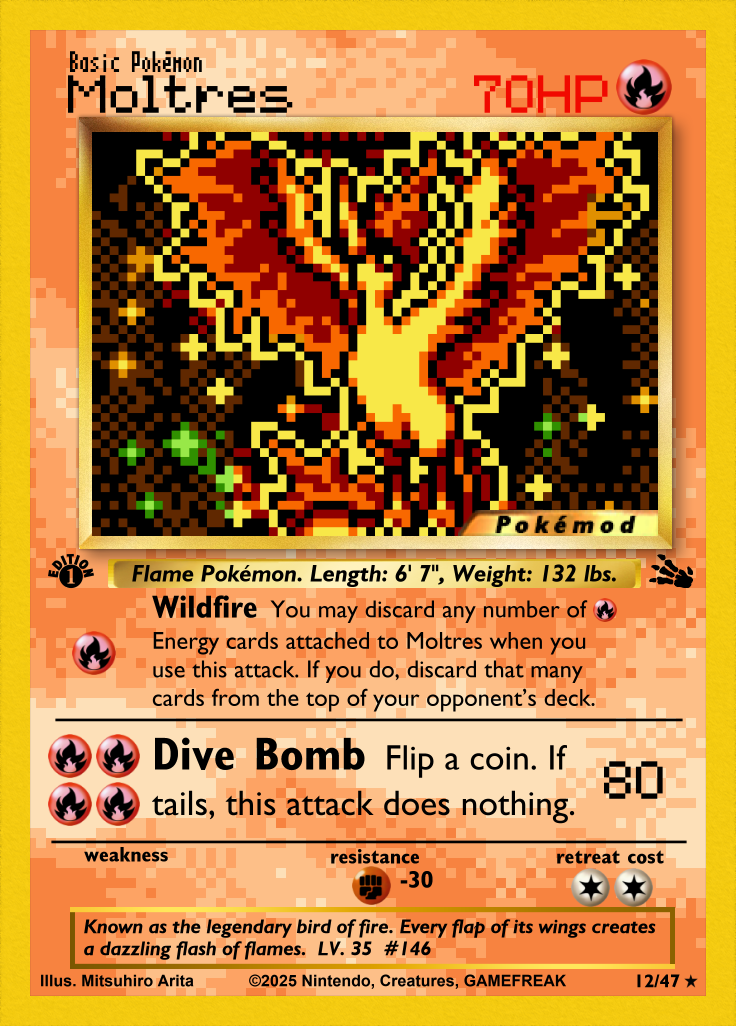 Basic Pokémon
Moltres 70HP
Pokémod
EDITION
1
Flame Pokémon. Length: 6' 7", Weight: 132 lbs.
Wildfire You may discard any number of
Energy cards attached to Moltres when you
use this attack. If you do, discard that many
cards from the top of your opponent's deck.
Dive Bomb Flip a coin. If
tails, this attack does nothing.
80
weakness resistance retreat cost
-30
Known as the legendary bird of fire. Every flap of its wings creates
a dazzling flash of flames. LV. 35 #146
Illus. Mitsuhiro Arita ©2025 Nintendo, Creatures, GAMEFREAK 12/47 ★